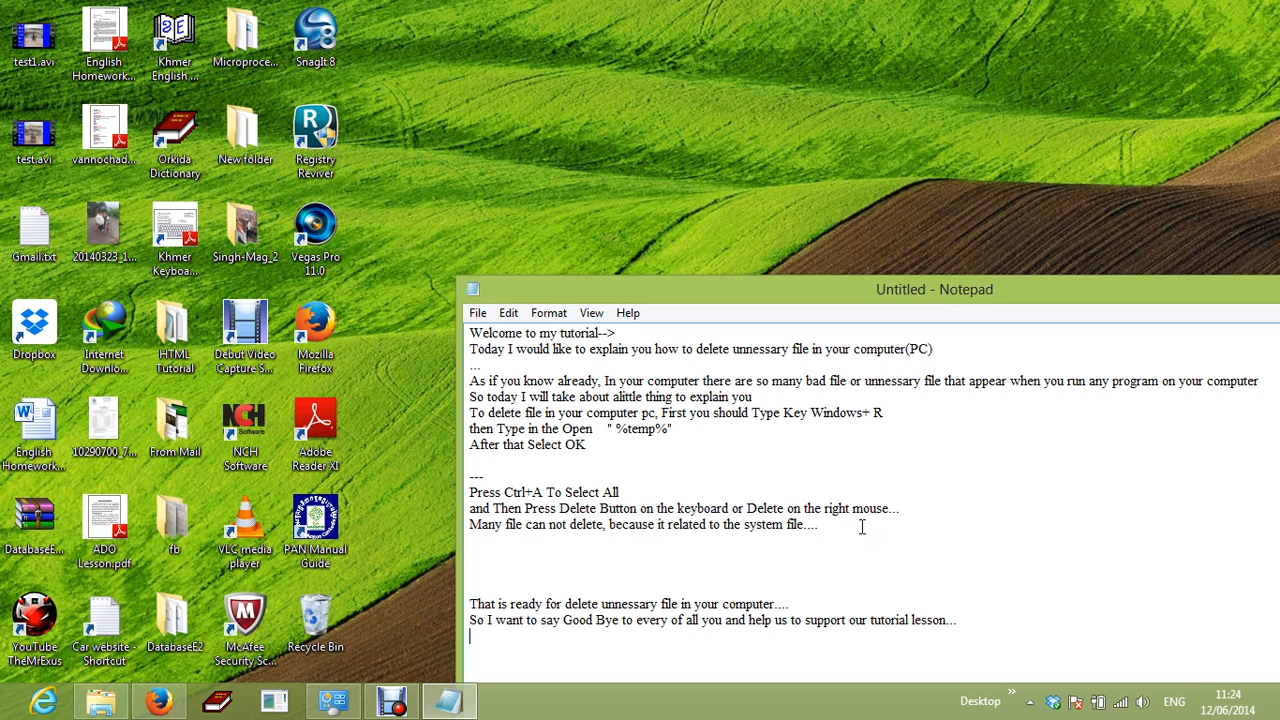 test1.avi
English Homework...
Khmer English ...
Microproce...
SnagIt 8
test.avi
vannochad...
Orkida Dictionary
New folder
Registry Reviver
Gmail.txt
20140323_1...
Khmer Keyboa...
Singh-Mag_2
Vegas Pro 11.0
Dropbox
Internet Downlo...
HTML Tutorial
Debut Video Capture S...
Mozilla Firefox
English Homework...
10290700_7...
From Mail
NCH Software
Adobe Reader XI
DatabaseE...
ADO Lesson.pdf
fb
VLC media player
PAN Manual Guide
YouTube TheMrExus
Car website - Shortcut
DatabaseE2
McAfee Security Sc...
Recycle Bin
Untitled - Notepad
File Edit Format View Help
Welcome to my tutorial-->
Today I would like to explain you how to delete unnessary file in your computer(PC)
...
As if you know already, In your computer there are so many bad file or unnessary file that appear when you run any program on your computer
So today I will take about alittle thing to explain you
To delete file in your computer pc, First you should Type Key Windows+ R
then Type in the Open    " %temp%"
After that Select OK
---
Press Ctrl+A To Select All
and Then Press Delete Button on the keyboard or Delete on the right mouse...
Many file can not delete, because it related to the system file....
That is ready for delete unnessary file in your computer....
So I want to say Good Bye to every of all you and help us to support our tutorial lesson...
Desktop
ENG
11:24
12/06/2014